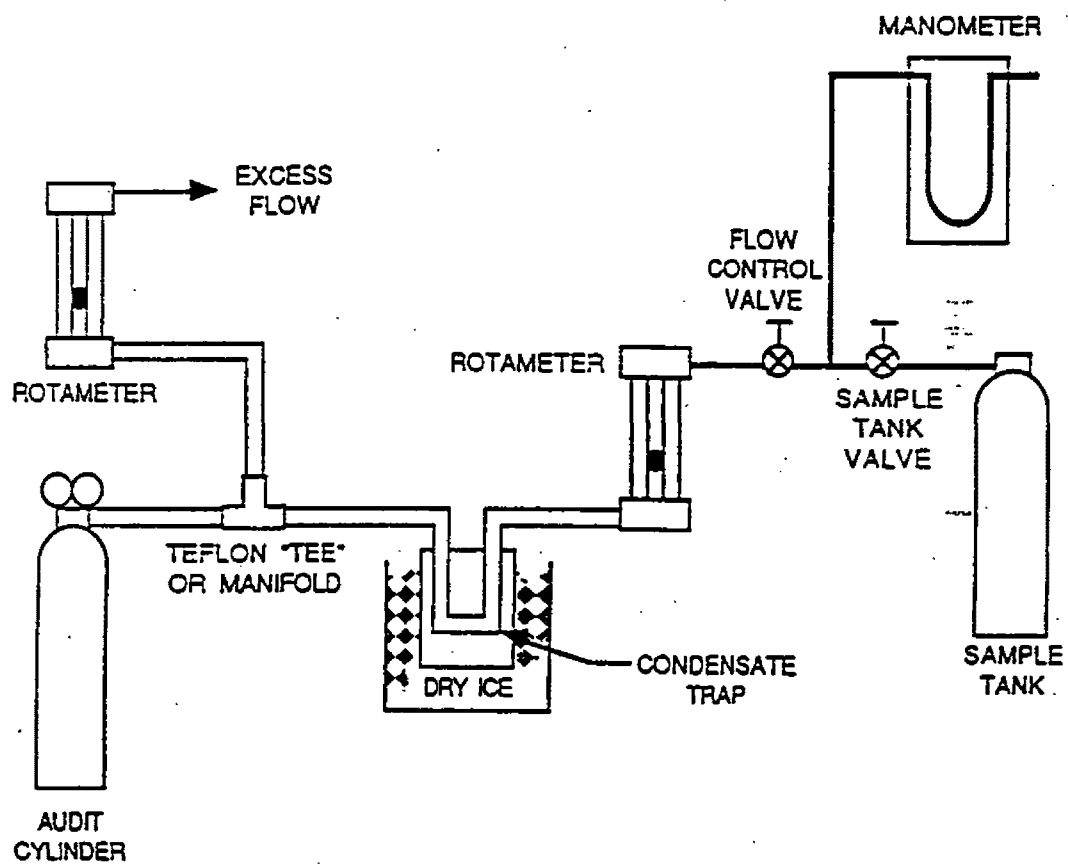 MANOMETER
EXCESS
FLOW
FLOW
CONTROL
VALVE
ROTAMETER
ROTAMETER
SAMPLE
TANK
VALVE
TEFLON "TEE"
OR MANIFOLD
CONDENSATE
TRAP
DRY ICE
SAMPLE
TANK
AUDIT
CYLINDER